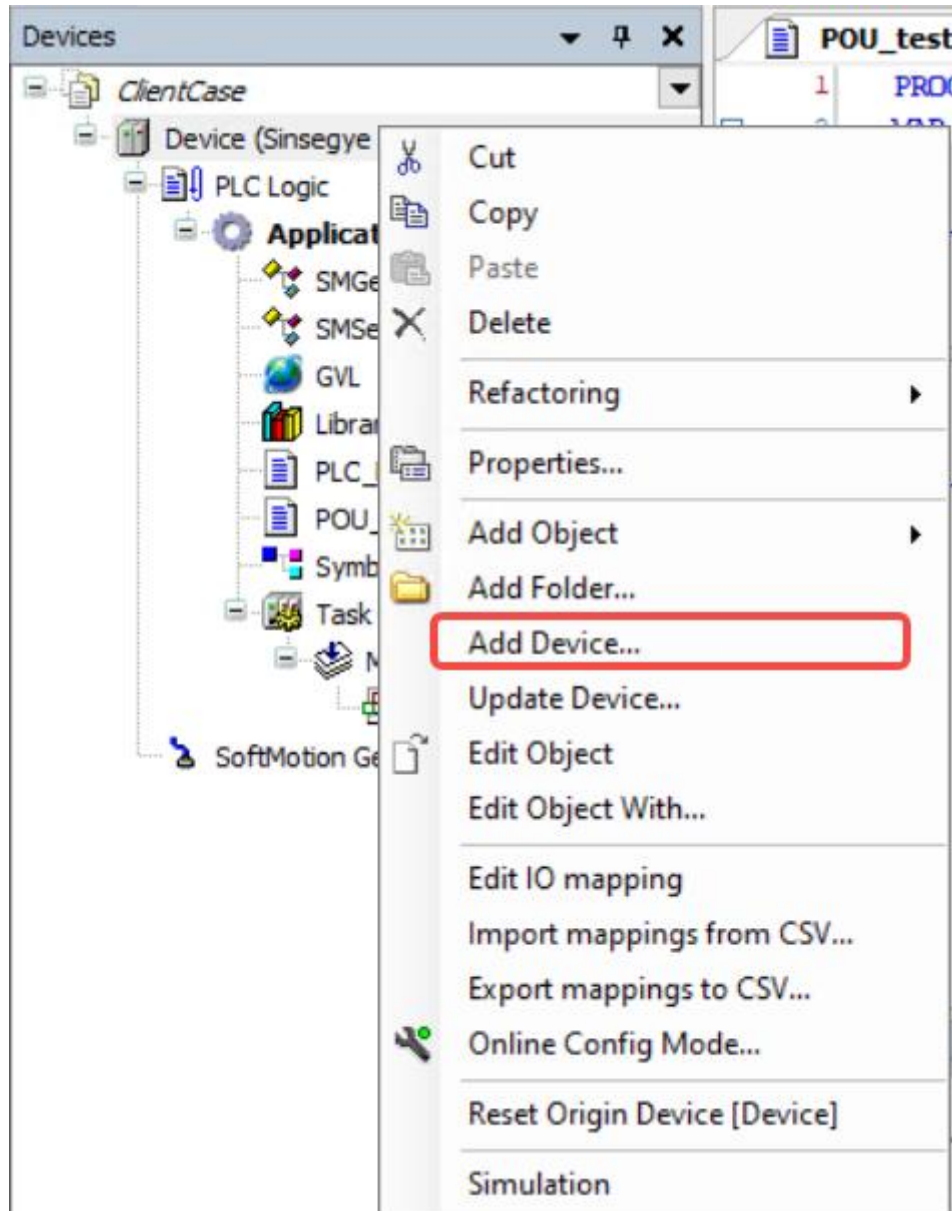 Devices
POU_test
ClientCase
1 PROG
Device (Sinsegye
PLC Logic
Applicat
SMGe
SMSe
GVL
Librar
PLC_
POU_
Symb
Task
M
SoftMotion Ge
Cut
Copy
Paste
Delete
Refactoring
Properties...
Add Object
Add Folder...
Add Device...
Update Device...
Edit Object
Edit Object With...
Edit IO mapping
Import mappings from CSV...
Export mappings to CSV...
Online Config Mode...
Reset Origin Device [Device]
Simulation